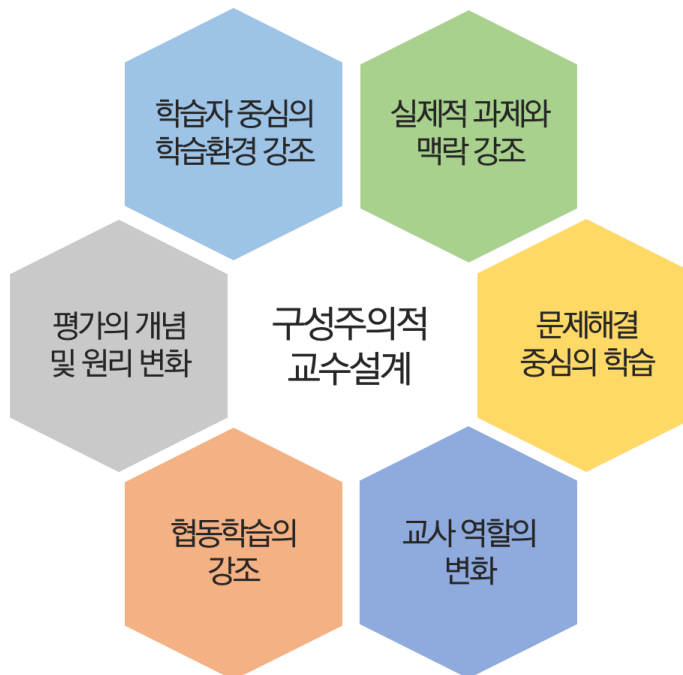 학습자 중심의
학습환경 강조
실제적 과제와
맥락 강조
평가의 개념
및 원리 변화
구성주의적
교수설계
문제해결
중심의 학습
협동학습의
강조
교사 역할의
변화